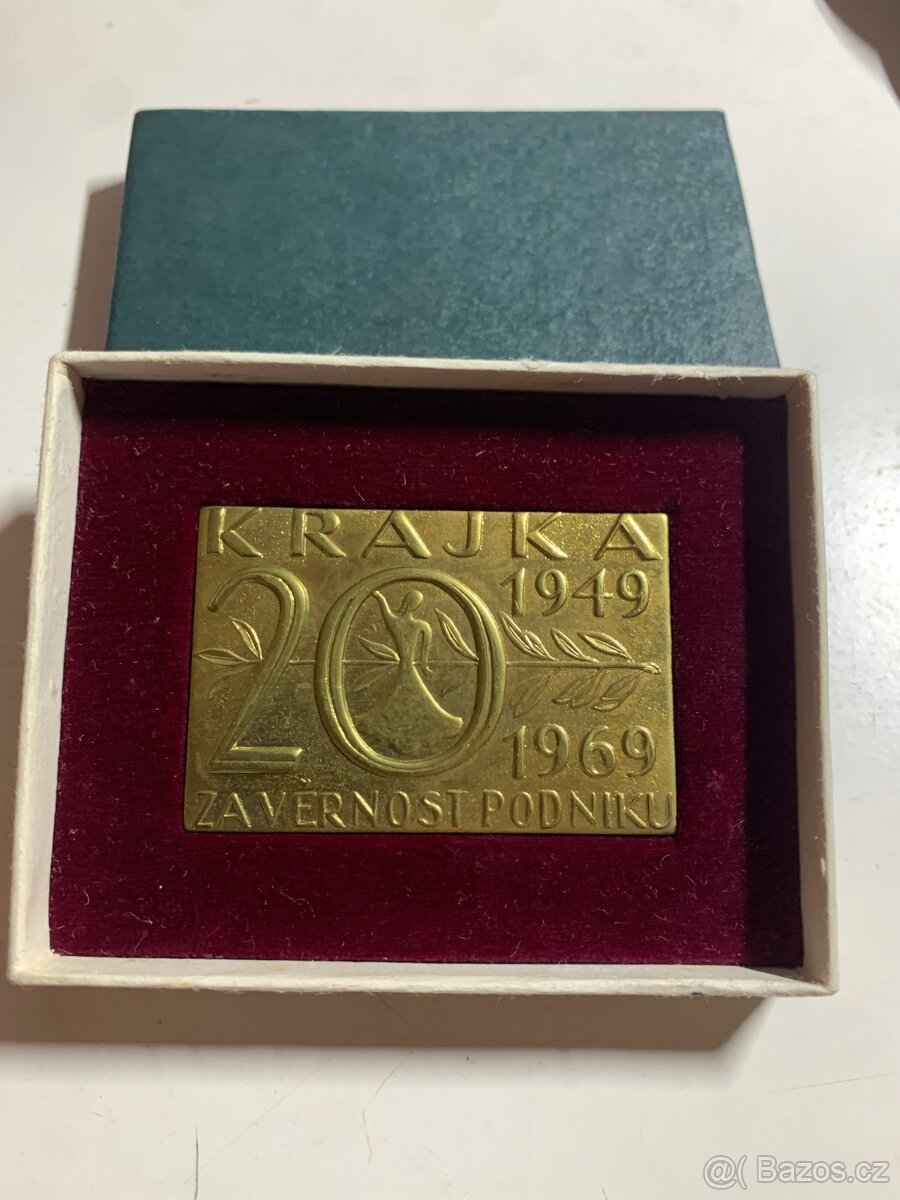 KRAJKA
20 1949
1969
ZA VĚRNOST PODNIKU
@( Bazos.cz